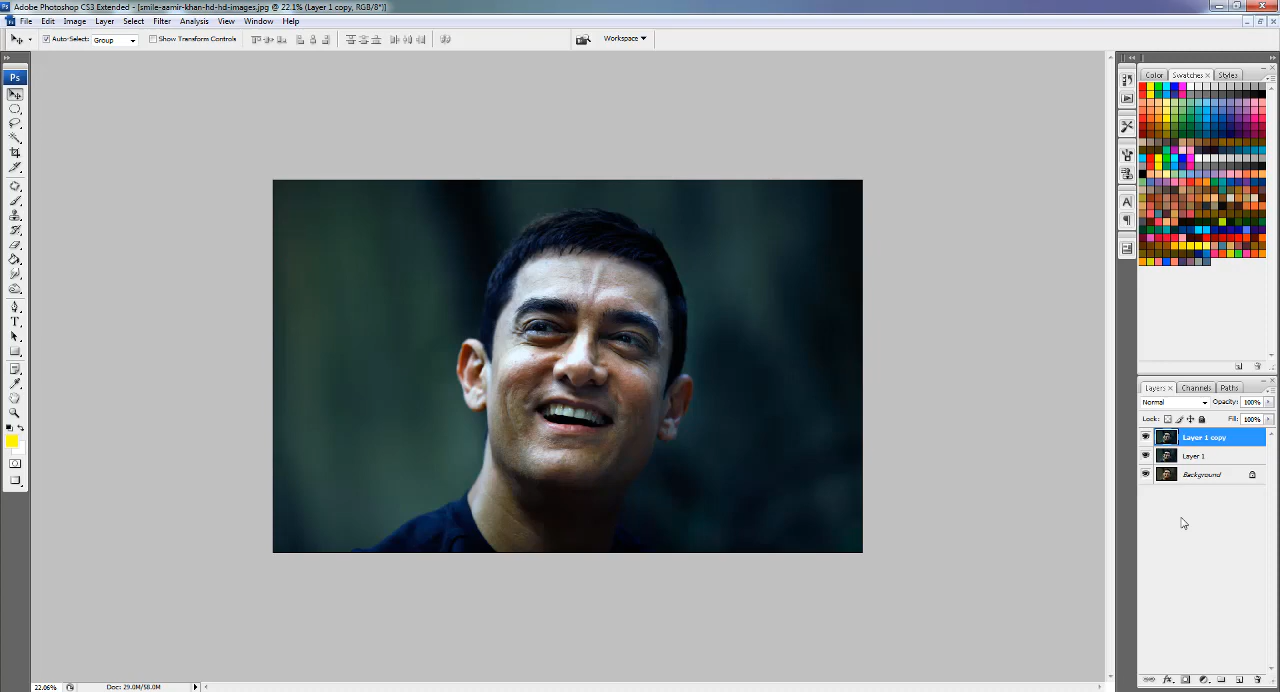 Ps Adobe Photoshop CS3 Extended - [smile-aamir-khan-hd-hd-images.jpg @ 22.1% (Layer 1 copy, RGB/8*)]
File Edit Image Layer Select Filter Analysis View Window Help
Auto-Select: Group Show Transform Controls Workspace
Ps
Color Swatches Styles
Layers Channels Paths
Normal Opacity: 100%
Lock: Fill: 100%
Layer 1 copy
Layer 1
Background
22.06% Doc: 29.0M/58.0M